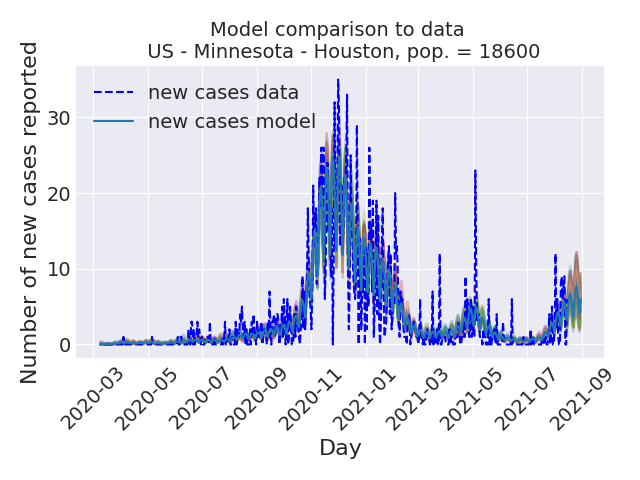 Model comparison to data
US - Minnesota - Houston, pop. = 18600
Number of new cases reported
new cases data
new cases model
30
20
10
0
2020-03
2020-05
2020-07
2020-09
2020-11
2021-01
2021-03
2021-05
2021-07
2021-09
Day